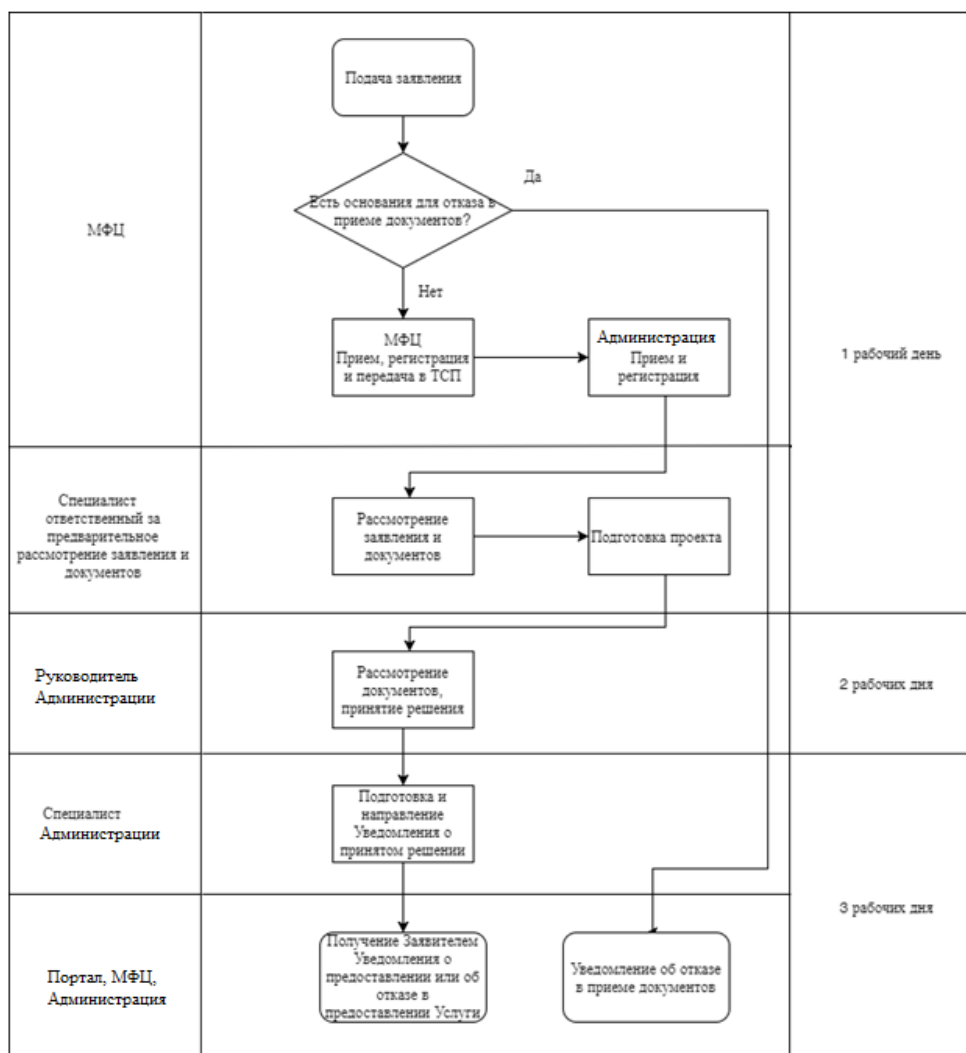 Подача заявления
Да
Есть основания для отказа в
приеме документов?
МФЦ
Нет
МФЦ
Прием, регистрация
и передача в ТСП
Администрация
Прием и
регистрация
1 рабочий день
Специалист
ответственный за
предварительное
рассмотрение заявления и
документов
Рассмотрение
заявления и
документов
Подготовка проекта
Руководитель
Администрации
Рассмотрение
документов,
принятие решения
2 рабочих дня
Специалист
Администрации
Подготовка и
направление
Уведомления о
принятом решении
3 рабочих дня
Портал, МФЦ,
Администрация
Получение Заявителем
Уведомления о
предоставлении или об
отказе в
предоставлении Услуги
Уведомление об отказе
в приеме документов